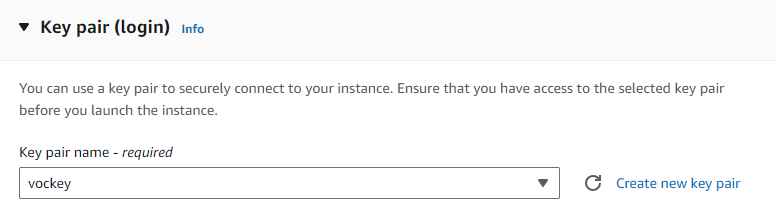 Key pair (login) Info
You can use a key pair to securely connect to your instance. Ensure that you have access to the selected key pair
before you launch the instance.
Key pair name - required
vockey
Create new key pair